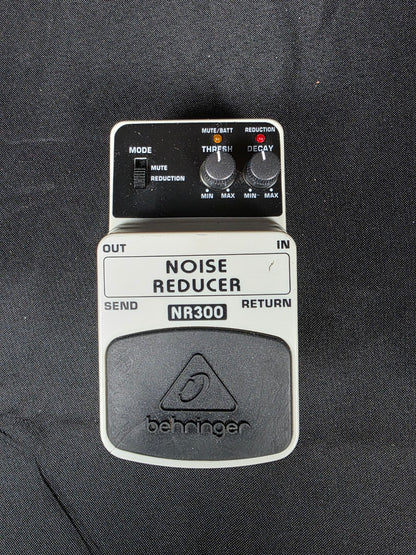 MUTE/BATT REDUCTION
MODE THRESH DECAY
MUTE
REDUCTION
MIN MAX MIN MAX
OUT IN
NOISE
REDUCER
SEND RETURN
NR300
behringer